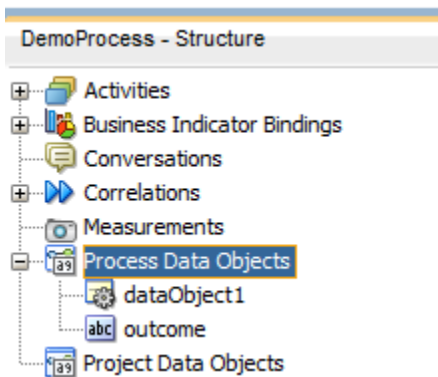 DemoProcess - Structure
Activities
Business Indicator Bindings
Conversations
Correlations
Measurements
Process Data Objects
dataObject1
abc outcome
Project Data Objects